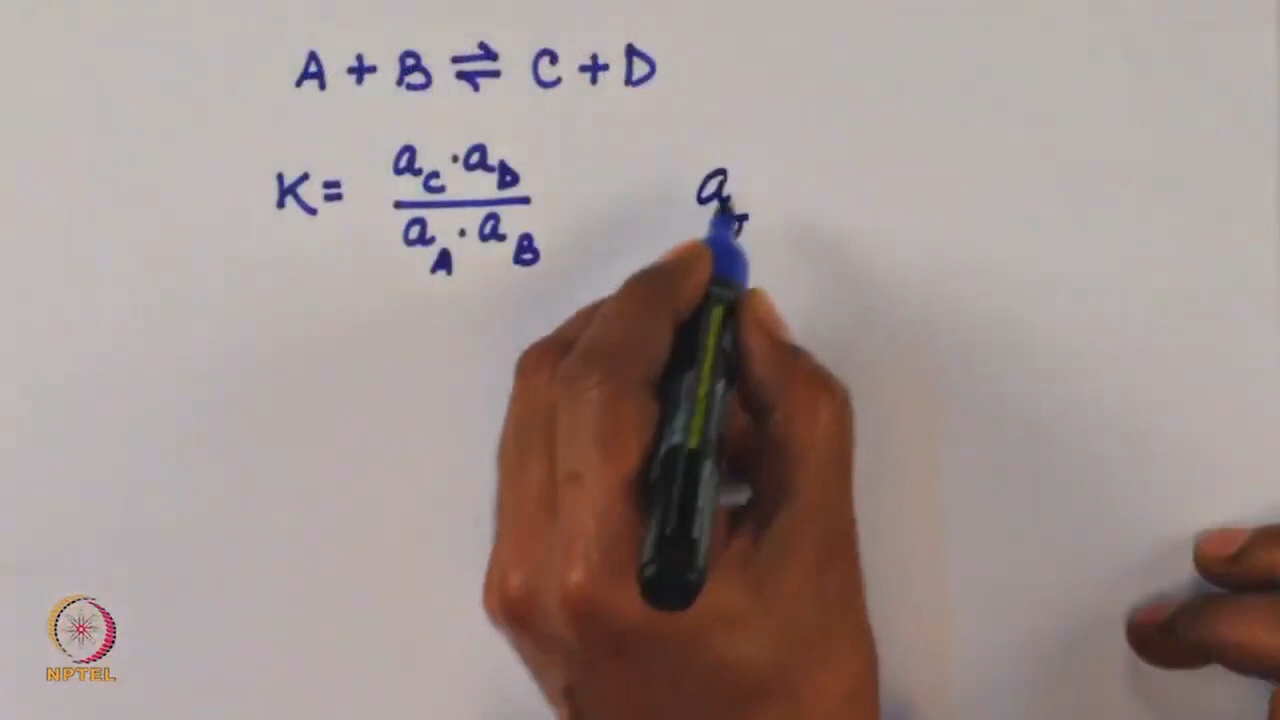 A + B ⇌ C + D
K = (a_C · a_D) / (a_A · a_B)
a
NPTEL